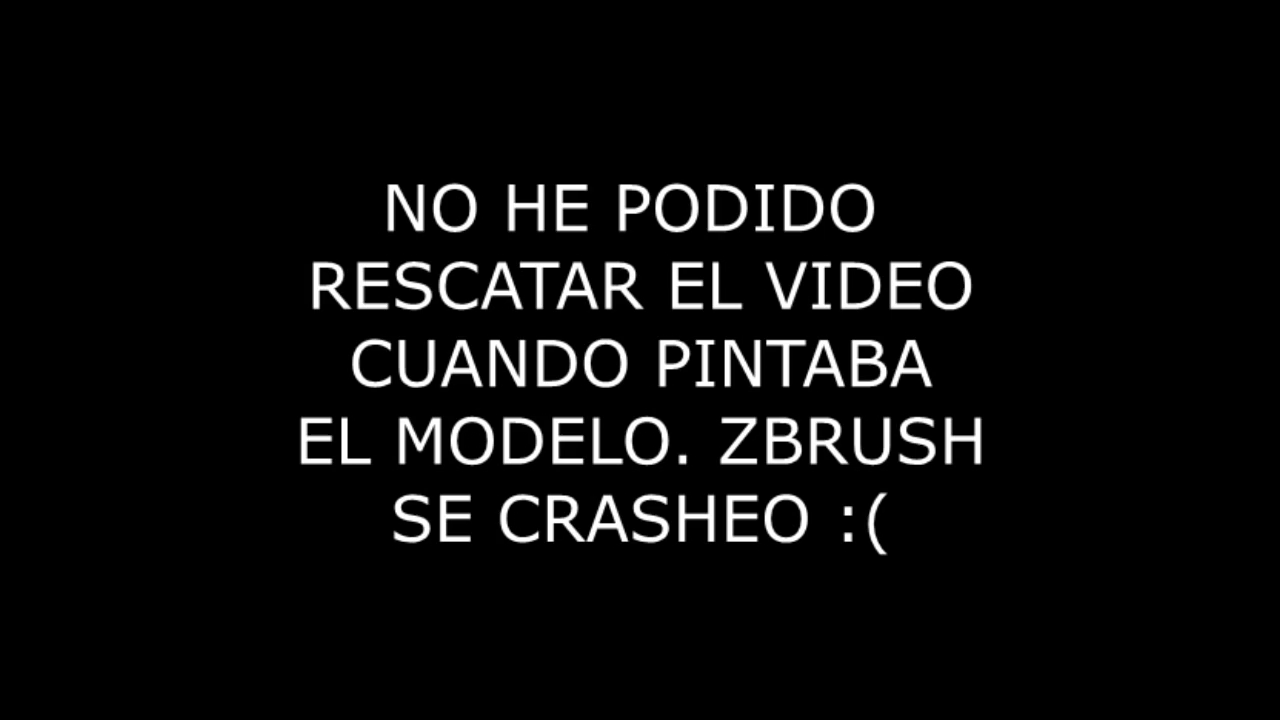 NO HE PODIDO
RESCATAR EL VIDEO
CUANDO PINTABA
EL MODELO. ZBRUSH
SE CRASHEO :(